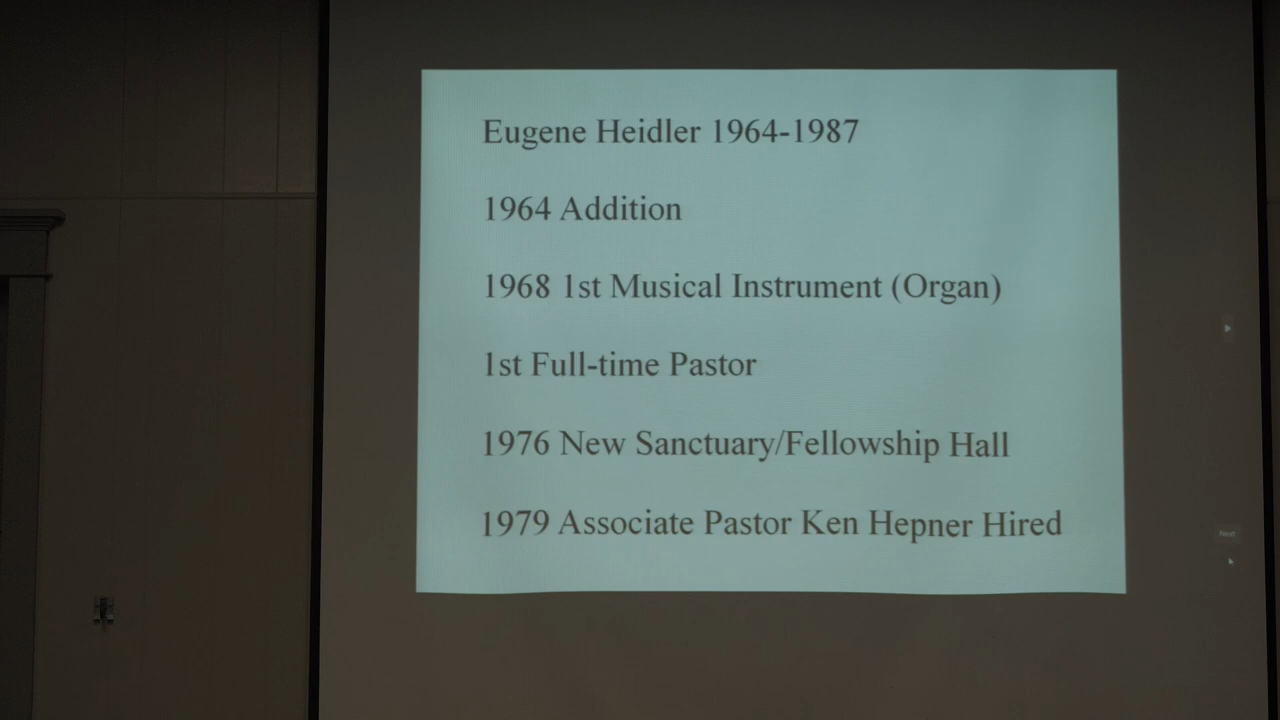 Eugene Heidler 1964-1987
1964 Addition
1968 1st Musical Instrument (Organ)
1st Full-time Pastor
1976 New Sanctuary/Fellowship Hall
1979 Associate Pastor Ken Hepner Hired
Next